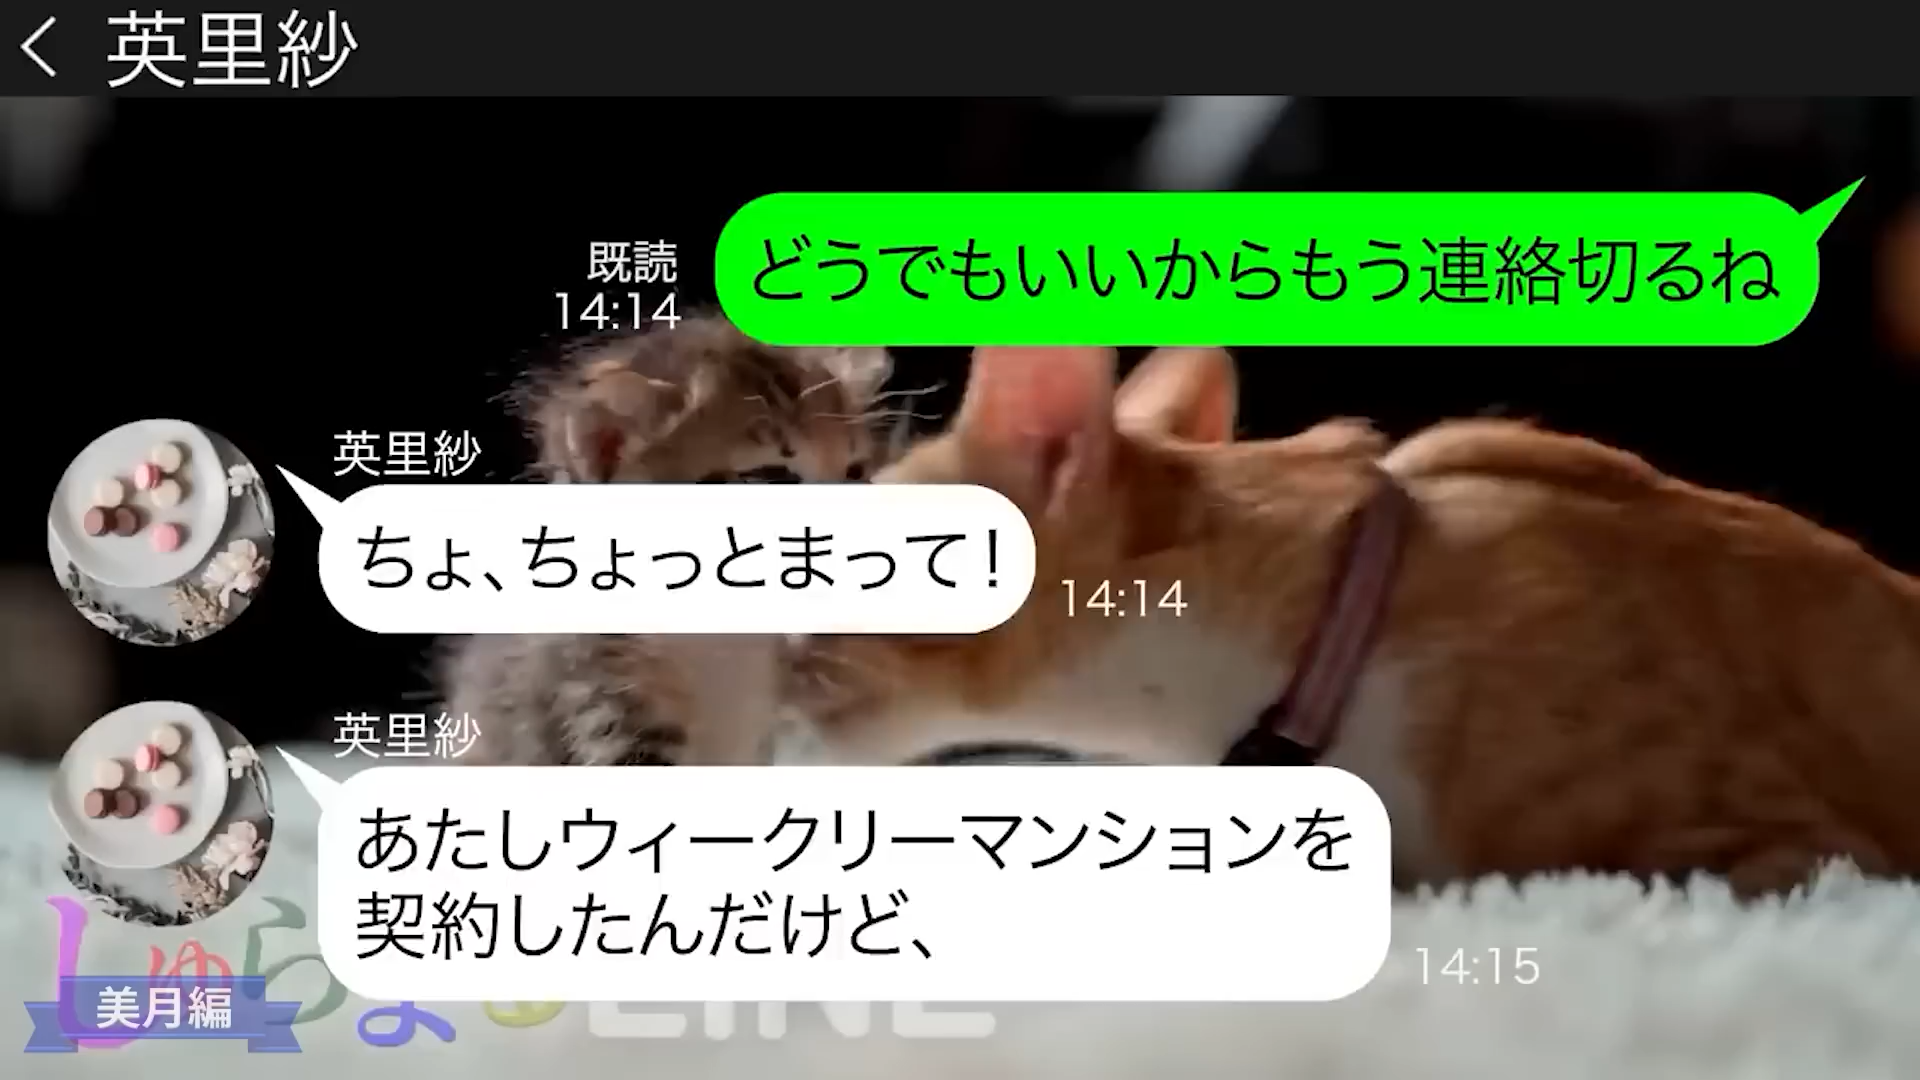 英里紗
どうでもいいからもう連絡切るね
既読
14:14
英里紗
ちょ、ちょっとまって!
14:14
英里紗
あたしウィークリーマンションを
契約したんだけど、
14:15
美月編